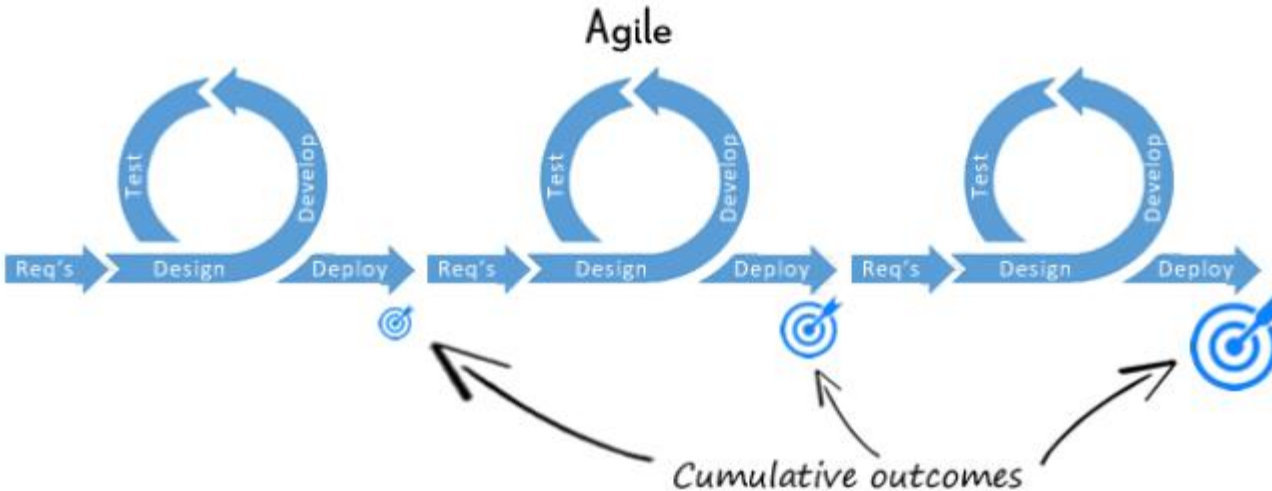 Agile
Test
Develop
Req's
Design
Deploy
Test
Develop
Req's
Design
Deploy
Test
Develop
Req's
Design
Deploy
Cumulative outcomes